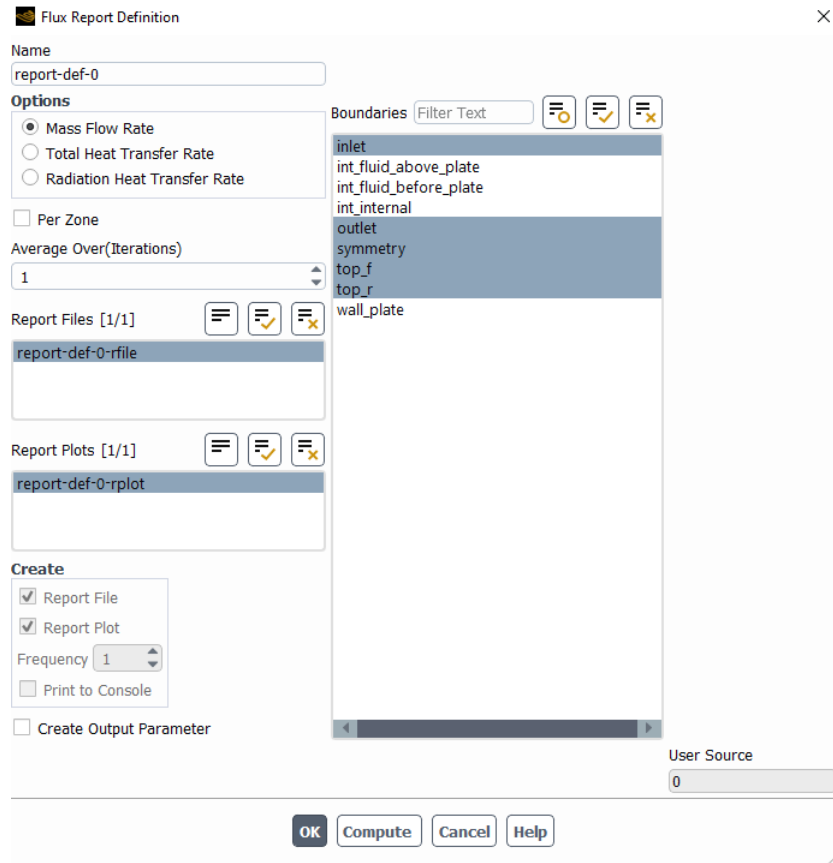 Flux Report Definition
Name
report-def-0
Options
Mass Flow Rate
Total Heat Transfer Rate
Radiation Heat Transfer Rate
Per Zone
Average Over(Iterations)
1
Report Files [1/1]
report-def-0-rfile
Report Plots [1/1]
report-def-0-rplot
Create
Report File
Report Plot
Frequency 1
Print to Console
Create Output Parameter
Boundaries Filter Text
inlet
int_fluid_above_plate
int_fluid_before_plate
int_internal
outlet
symmetry
top_f
top_r
wall_plate
User Source
0
OK Compute Cancel Help